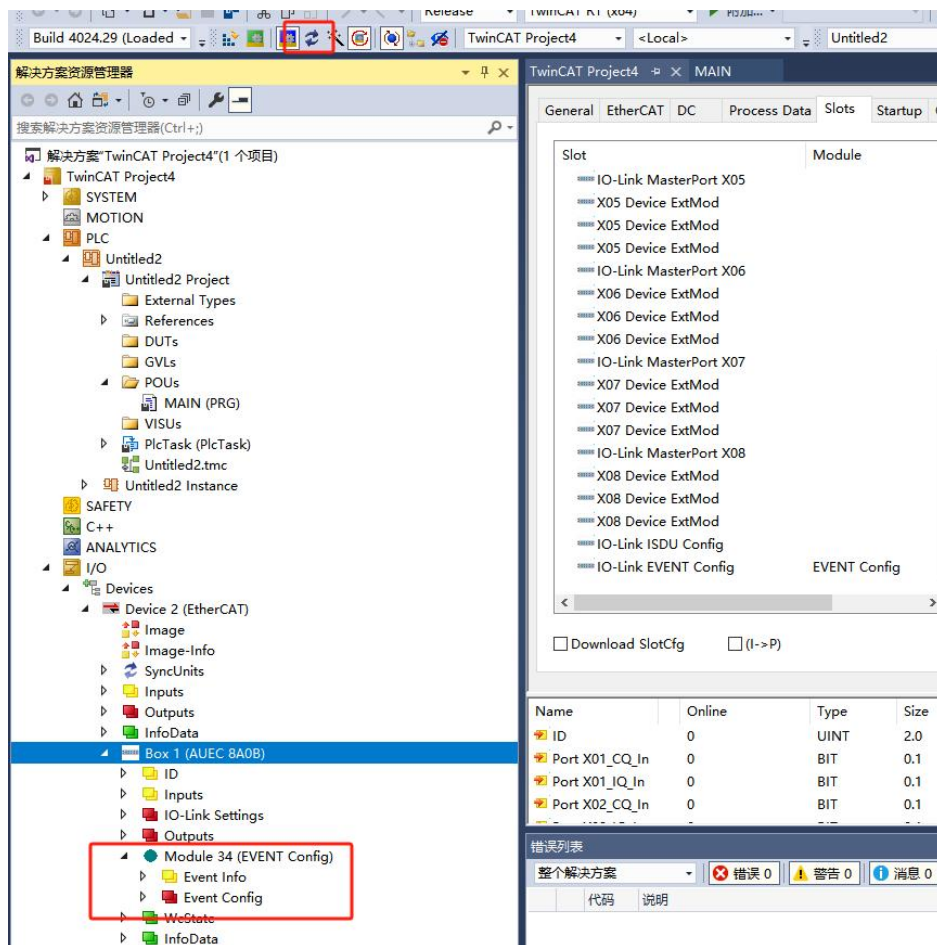 Release TwinCAT RT (x64) 附加...
Build 4024.29 (Loaded TwinCAT Project4 <Local> Untitled2
解决方案资源管理器
搜索解决方案资源管理器(Ctrl+;)
解决方案"TwinCAT Project4"(1 个项目)
TwinCAT Project4
SYSTEM
MOTION
PLC
Untitled2
Untitled2 Project
External Types
References
DUTs
GVLs
POUs
MAIN (PRG)
VISUs
PlcTask (PlcTask)
Untitled2.tmc
Untitled2 Instance
SAFETY
C++
ANALYTICS
I/O
Devices
Device 2 (EtherCAT)
Image
Image-Info
SyncUnits
Inputs
Outputs
InfoData
Box 1 (AUEC 8A0B)
ID
Inputs
IO-Link Settings
Outputs
Module 34 (EVENT Config)
Event Info
Event Config
WcState
InfoData
TwinCAT Project4 MAIN
General EtherCAT DC Process Data Slots Startup
Slot Module
IO-Link MasterPort X05
X05 Device ExtMod
X05 Device ExtMod
X05 Device ExtMod
IO-Link MasterPort X06
X06 Device ExtMod
X06 Device ExtMod
X06 Device ExtMod
IO-Link MasterPort X07
X07 Device ExtMod
X07 Device ExtMod
X07 Device ExtMod
IO-Link MasterPort X08
X08 Device ExtMod
X08 Device ExtMod
X08 Device ExtMod
IO-Link ISDU Config
IO-Link EVENT Config EVENT Config
Download SlotCfg (I->P)
Name Online Type Size
ID 0 UINT 2.0
Port X01_CQ_In 0 BIT 0.1
Port X01_IQ_In 0 BIT 0.1
Port X02_CQ_In 0 BIT 0.1
错误列表
整个解决方案 错误 0 警告 0 消息 0
代码 说明